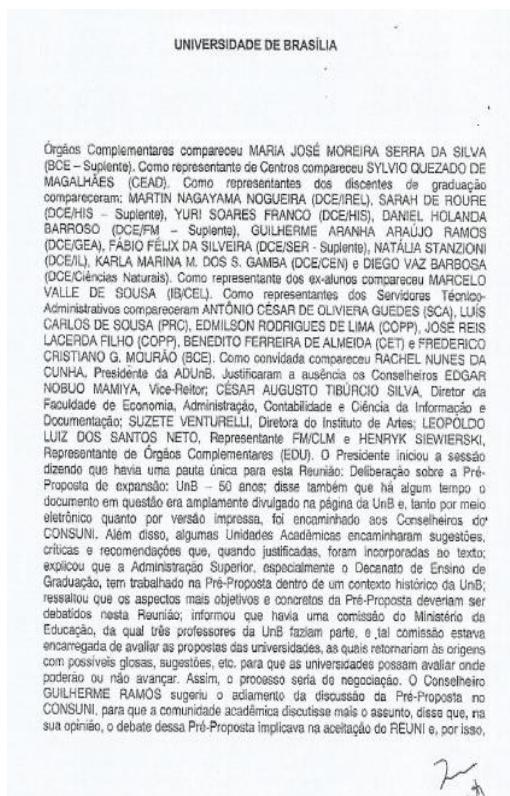 UNIVERSIDADE DE BRASÍLIA
Órgãos Complementares compareceu MARIA JOSÉ MOREIRA SERRA DA SILVA
(BCE – Suplente). Como representante de Centros compareceu SYLVIO QUEZADO DE
MAGALHÃES (CEAD). Como representantes dos discentes de graduação
compareceram: MARTIN NAGAYAMA NOGUEIRA (DCE/IREL), SARAH DE ROURE
(DCE/HIS – Suplente), YURI SOARES FRANCO (DCE/HIS), DANIEL HOLANDA
BARROSO (DCE/FM – Suplente), GUILHERME ARANHA ARAÚJO RAMOS
(DCE/GEA), FÁBIO FÉLIX DA SILVEIRA (DCE/SER - Suplente), NATÁLIA STANZIONI
(DCE/IL), KARLA MARINA M. DOS S. GAMBA (DCE/CEN) e DIEGO VAZ BARBOSA
(DCE/Ciências Naturais). Como representante dos ex-alunos compareceu MARCELO
VALLE DE SOUSA (IB/CEL). Como representantes dos Servidores Técnico-
Administrativos compareceram ANTÔNIO CÉSAR DE OLIVIERA GUEDES (SCA), LUÍS
CARLOS DE SOUSA (PRC), EDMILSON RODRIGUES DE LIMA (COPP), JOSÉ REIS
LACERDA FILHO (COPP), BENEDITO FERREIRA DE ALMEIDA (CET) e FREDERICO
CRISTIANO G. MOURÃO (BCE). Como convidada compareceu RACHEL NUNES DA
CUNHA, Presidente da ADUnB. Justificaram a ausência os Conselheiros EDGAR
NOBUO MAMIYA, Vice-Reitor; CÉSAR AUGUSTO TIBÚRCIO SILVA, Diretor da
Faculdade de Economia, Administração, Contabilidade e Ciência da Informação e
Documentação; SUZETE VENTURELLI, Diretora do Instituto de Artes; LEOPOLDO
LUIZ DOS SANTOS NETO, Representante FM/CLM e HENRYK SIEWIERSKI,
Representante de Órgãos Complementares (EDU). O Presidente iniciou a sessão
dizendo que havia uma pauta única para esta Reunião: Deliberação sobre a Pré-
Proposta de expansão: UnB – 50 anos; disse também que há algum tempo o
documento em questão era amplamente divulgado na página da UnB e, tanto por meio
eletrônico quanto por versão impressa, foi encaminhado aos Conselheiros do
CONSUNI. Além disso, algumas Unidades Acadêmicas encaminharam sugestões,
críticas e recomendações que, quando justificadas, foram incorporadas ao texto;
explicou que a Administração Superior, especialmente o Decanato de Ensino de
Graduação, tem trabalhado na Pré-Proposta dentro de um contexto histórico da UnB;
ressaltou que os aspectos mais objetivos e concretos da Pré-Proposta deveriam ser
debatidos nesta Reunião; informou que havia uma comissão do Ministério da
Educação, da qual três professores da UnB faziam parte, e tal comissão estava
encarregada de avaliar as propostas das universidades, as quais retornariam às origens
com possíveis glosas, sugestões, etc. para que as universidades possam avaliar onde
poderão ou não avançar. Assim, o processo seria de negociação. O Conselheiro
GUILHERME RAMOS sugeriu o adiamento da discussão da Pré-Proposta no
CONSUNI, para que a comunidade acadêmica discutisse mais o assunto, disse que, na
sua opinião, o debate dessa Pré-Proposta implicava na aceitação do REUNI e, por isso,